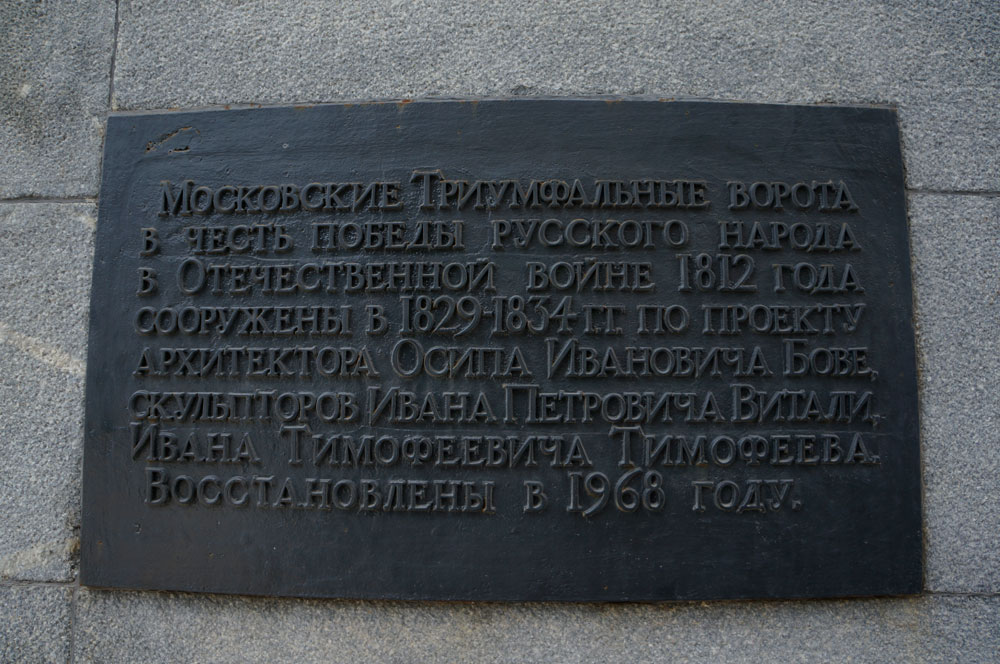 Московские Триумфальные ворота
в честь победы русского народа
в Отечественной войне 1812 года
сооружены в 1829-1834 г.г. по проекту
архитектора Осипа Ивановича Бове,
скульпторов Ивана Петровича Витали,
Ивана Тимофеевича Тимофеева.
Восстановлены в 1968 году.